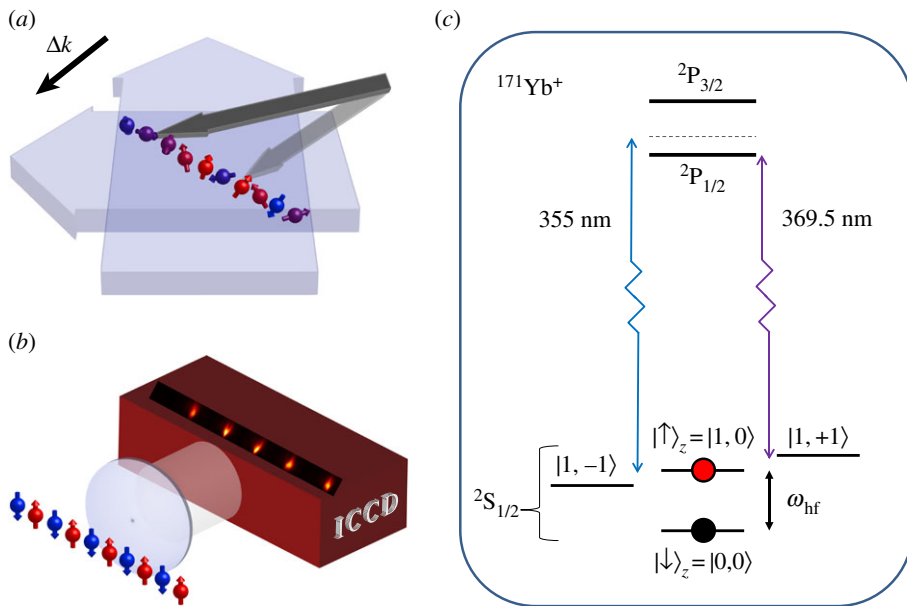 (a)
Δk
(b)
ICCD
(c)
¹⁷¹Yb⁺
²P₃/₂
²P₁/₂
355 nm
369.5 nm
|↑⟩z = |1, 0⟩
|1, +1⟩
|1, −1⟩
²S₁/₂
ωhf
|↓⟩z = |0,0⟩